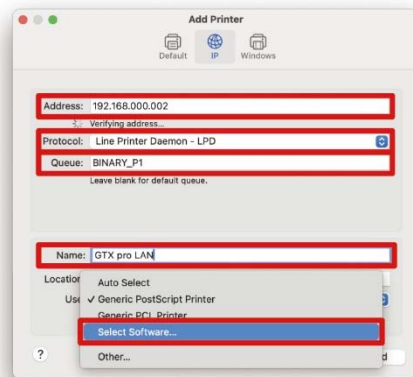 Add Printer
Default
IP
Windows
Address: 192.168.000.002
Verifying address...
Protocol: Line Printer Daemon - LPD
Queue: BINARY_P1
Leave blank for default queue.
Name: GTX pro LAN
Location
Auto Select
Use
✓ Generic PostScript Printer
Generic PCL Printer
Select Software...
Other...
?
d